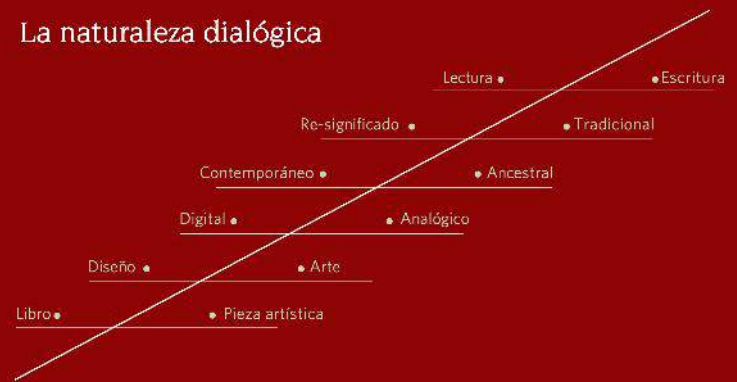 La naturaleza dialógica
Lectura • • Escritura
Re-significado • • Tradicional
Contemporáneo • • Ancestral
Digital • • Analógico
Diseño • • Arte
Libro • • Pieza artística